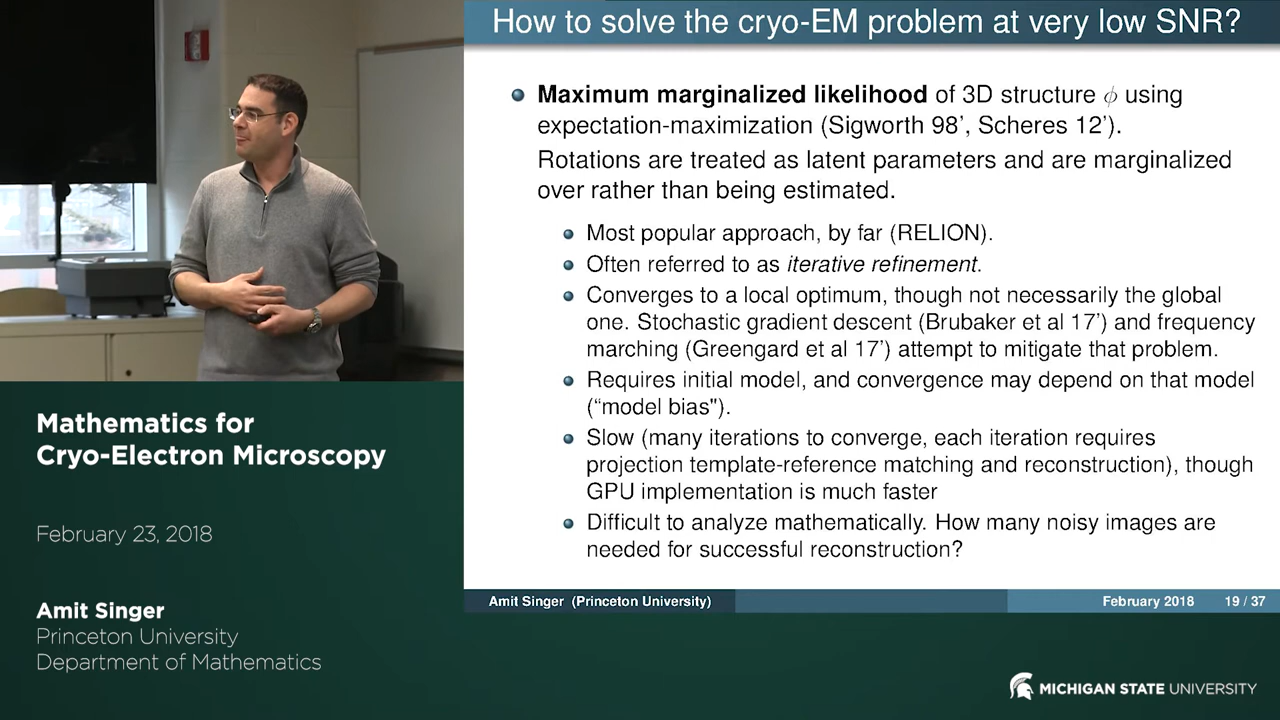 How to solve the cryo-EM problem at very low SNR?
Maximum marginalized likelihood of 3D structure ϕ using
expectation-maximization (Sigworth 98’, Scheres 12’).
Rotations are treated as latent parameters and are marginalized
over rather than being estimated.
Most popular approach, by far (RELION).
Often referred to as iterative refinement.
Converges to a local optimum, though not necessarily the global
one. Stochastic gradient descent (Brubaker et al 17’) and frequency
marching (Greengard et al 17’) attempt to mitigate that problem.
Requires initial model, and convergence may depend on that model
(“model bias").
Slow (many iterations to converge, each iteration requires
projection template-reference matching and reconstruction), though
GPU implementation is much faster
Difficult to analyze mathematically. How many noisy images are
needed for successful reconstruction?
Amit Singer (Princeton University)
February 2018 19 / 37
Mathematics for
Cryo-Electron Microscopy
February 23, 2018
Amit Singer
Princeton University
Department of Mathematics
MICHIGAN STATE UNIVERSITY